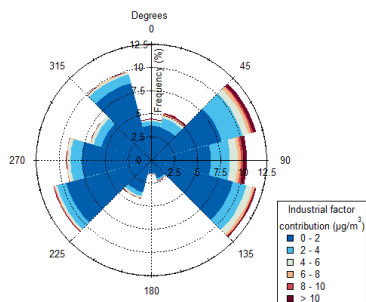 Degrees
0
12.5
315
45
10
7.5
5
2.5
Frequency (%)
270
0
2.5
5
7.5
10
12.5
90
225
135
180
Industrial factor
contribution (µg/m³)
0 - 2
2 - 4
4 - 6
6 - 8
8 - 10
> 10